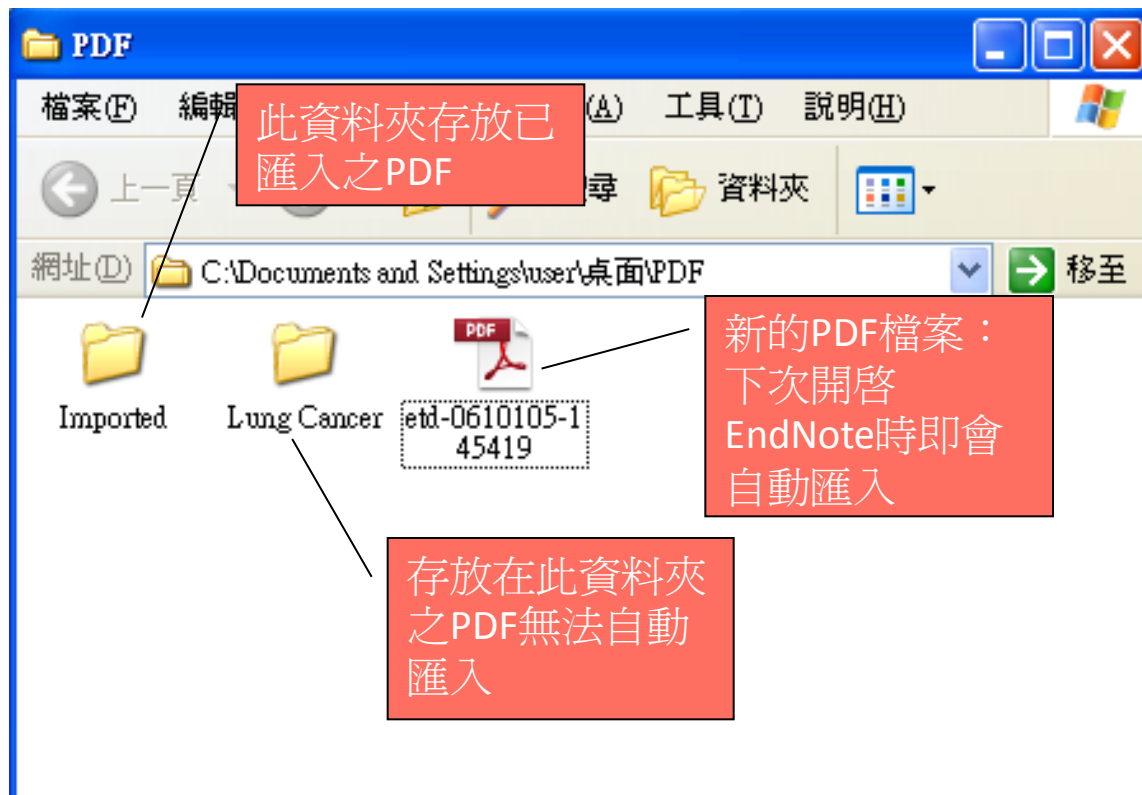 PDF
檔案(F) 編輯 (A) 工具(T) 說明(H)
此資料夾存放已
匯入之PDF
上一頁 尋 資料夾
網址(D) C:\Documents and Settings\user\桌面\PDF 移至
PDF
新的PDF檔案：
下次開啓
EndNote時即會
自動匯入
Imported Lung Cancer etd-0610105-1
45419
存放在此資料夾
之PDF無法自動
匯入